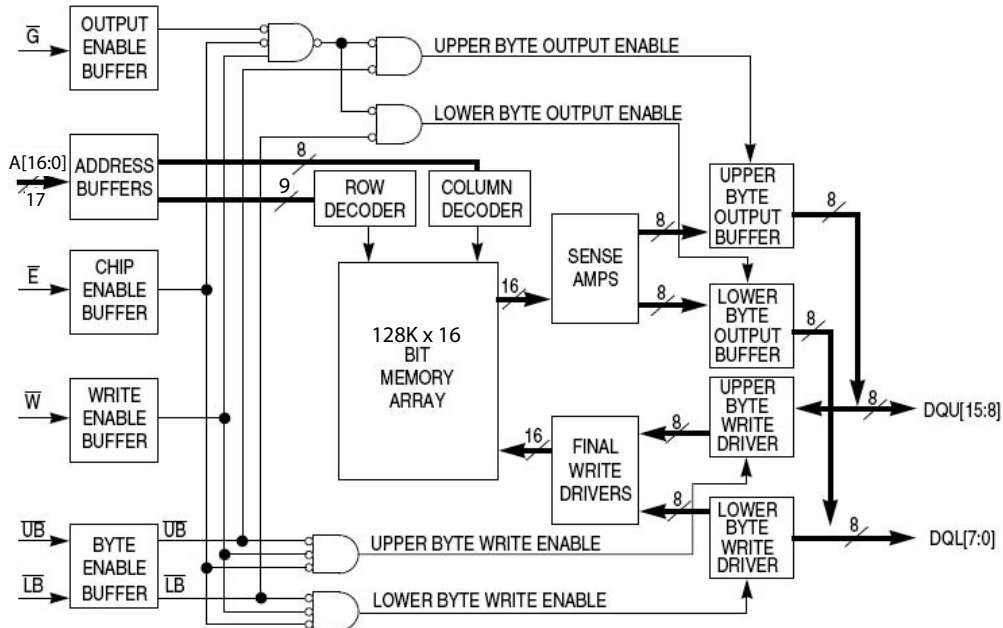 G
OUTPUT
ENABLE
BUFFER
UPPER BYTE OUTPUT ENABLE
LOWER BYTE OUTPUT ENABLE
A[16:0]
17
ADDRESS
BUFFERS
8
9
ROW
DECODER
COLUMN
DECODER
E
CHIP
ENABLE
BUFFER
128K x 16
BIT
MEMORY
ARRAY
16
SENSE
AMPS
8
8
UPPER
BYTE
OUTPUT
BUFFER
8
LOWER
BYTE
OUTPUT
BUFFER
8
W
WRITE
ENABLE
BUFFER
16
FINAL
WRITE
DRIVERS
8
8
UPPER
BYTE
WRITE
DRIVER
8
DQU[15:8]
LOWER
BYTE
WRITE
DRIVER
8
DQL[7:0]
UB
LB
BYTE
ENABLE
BUFFER
UB
LB
UPPER BYTE WRITE ENABLE
LOWER BYTE WRITE ENABLE